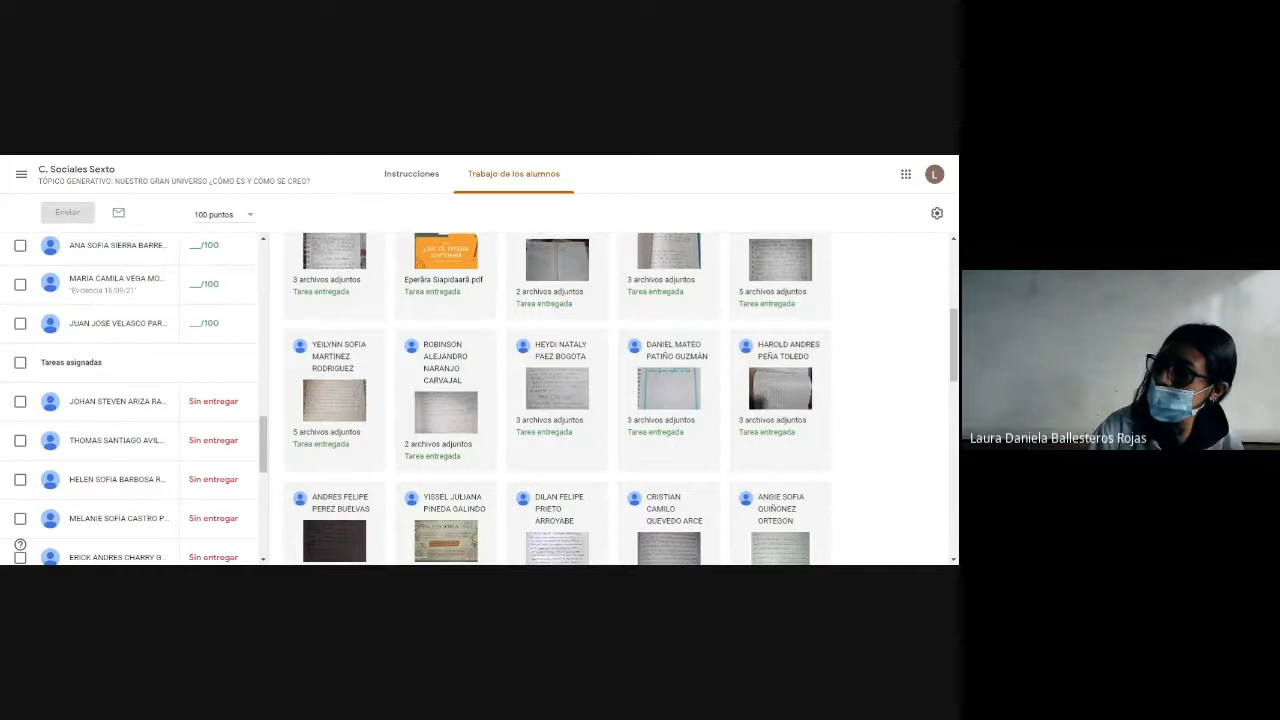 C. Sociales Sexto
TÓPICO GENERATIVO: NUESTRO GRAN UNIVERSO ¿CÓMO ES Y CÓMO SE CREO?
Instrucciones
Trabajo de los alumnos
L
Enviar
100 puntos
ANA SOFIA SIERRA BARRE...
__/100
MARIA CAMILA VEGA MO...
"Evidencia 16/09/21"
__/100
JUAN JOSÉ VELASCO PAR...
__/100
Tareas asignadas
JOHAN STEVEN ARIZA RA...
Sin entregar
THOMAS SANTIAGO AVIL...
Sin entregar
HELEN SOFIA BARBOSA R...
Sin entregar
MELANIE SOFÍA CASTRO P...
Sin entregar
ERICK ANDRES CHARRY G...
Sin entregar
3 archivos adjuntos
Tarea entregada
Eperãra Siapidaarã.pdf
Tarea entregada
2 archivos adjuntos
Tarea entregada
3 archivos adjuntos
Tarea entregada
5 archivos adjuntos
Tarea entregada
YEILYNN SOFIA
MARTINEZ
RODRIGUEZ
5 archivos adjuntos
Tarea entregada
ROBINSON
ALEJANDRO
NARANJO
CARVAJAL
2 archivos adjuntos
Tarea entregada
HEYDI NATALY
PAEZ BOGOTA
3 archivos adjuntos
Tarea entregada
DANIEL MATEO
PATIÑO GUZMÁN
3 archivos adjuntos
Tarea entregada
HAROLD ANDRES
PEÑA TOLEDO
3 archivos adjuntos
Tarea entregada
ANDRES FELIPE
PEREZ BUELVAS
YISSEL JULIANA
PINEDA GALINDO
DILAN FELIPE
PRIETO
ARROYABE
CRISTIAN
CAMILO
QUEVEDO ARCE
ANGIE SOFIA
QUIÑONEZ
ORTEGON
Laura Daniela Ballesteros Rojas